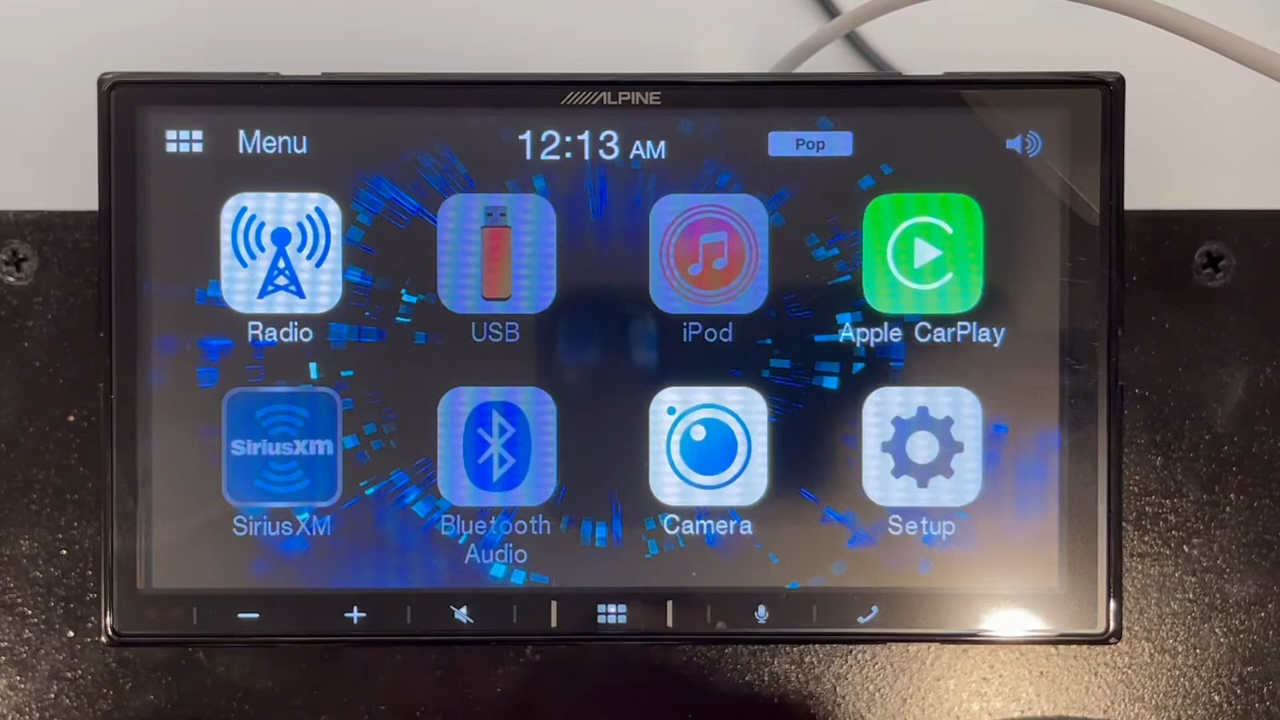 ALPINE
Menu
12:13 AM
Pop
Radio
USB
iPod
Apple CarPlay
SiriusXM
SiriusXM
Bluetooth
Audio
Camera
Setup